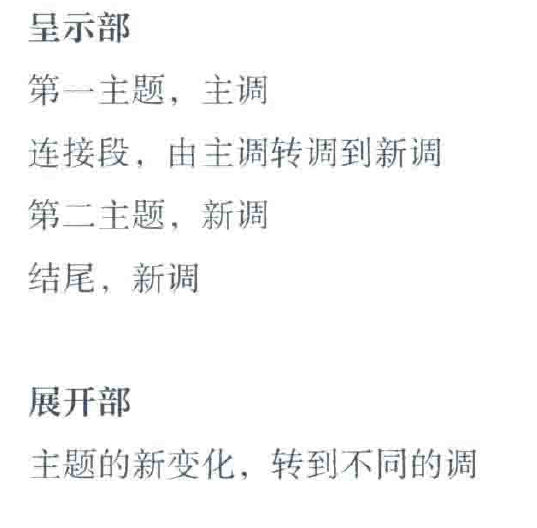 呈示部
第一主题，主调
连接段，由主调转调到新调
第二主题，新调
结尾，新调
展开部
主题的新变化，转到不同的调